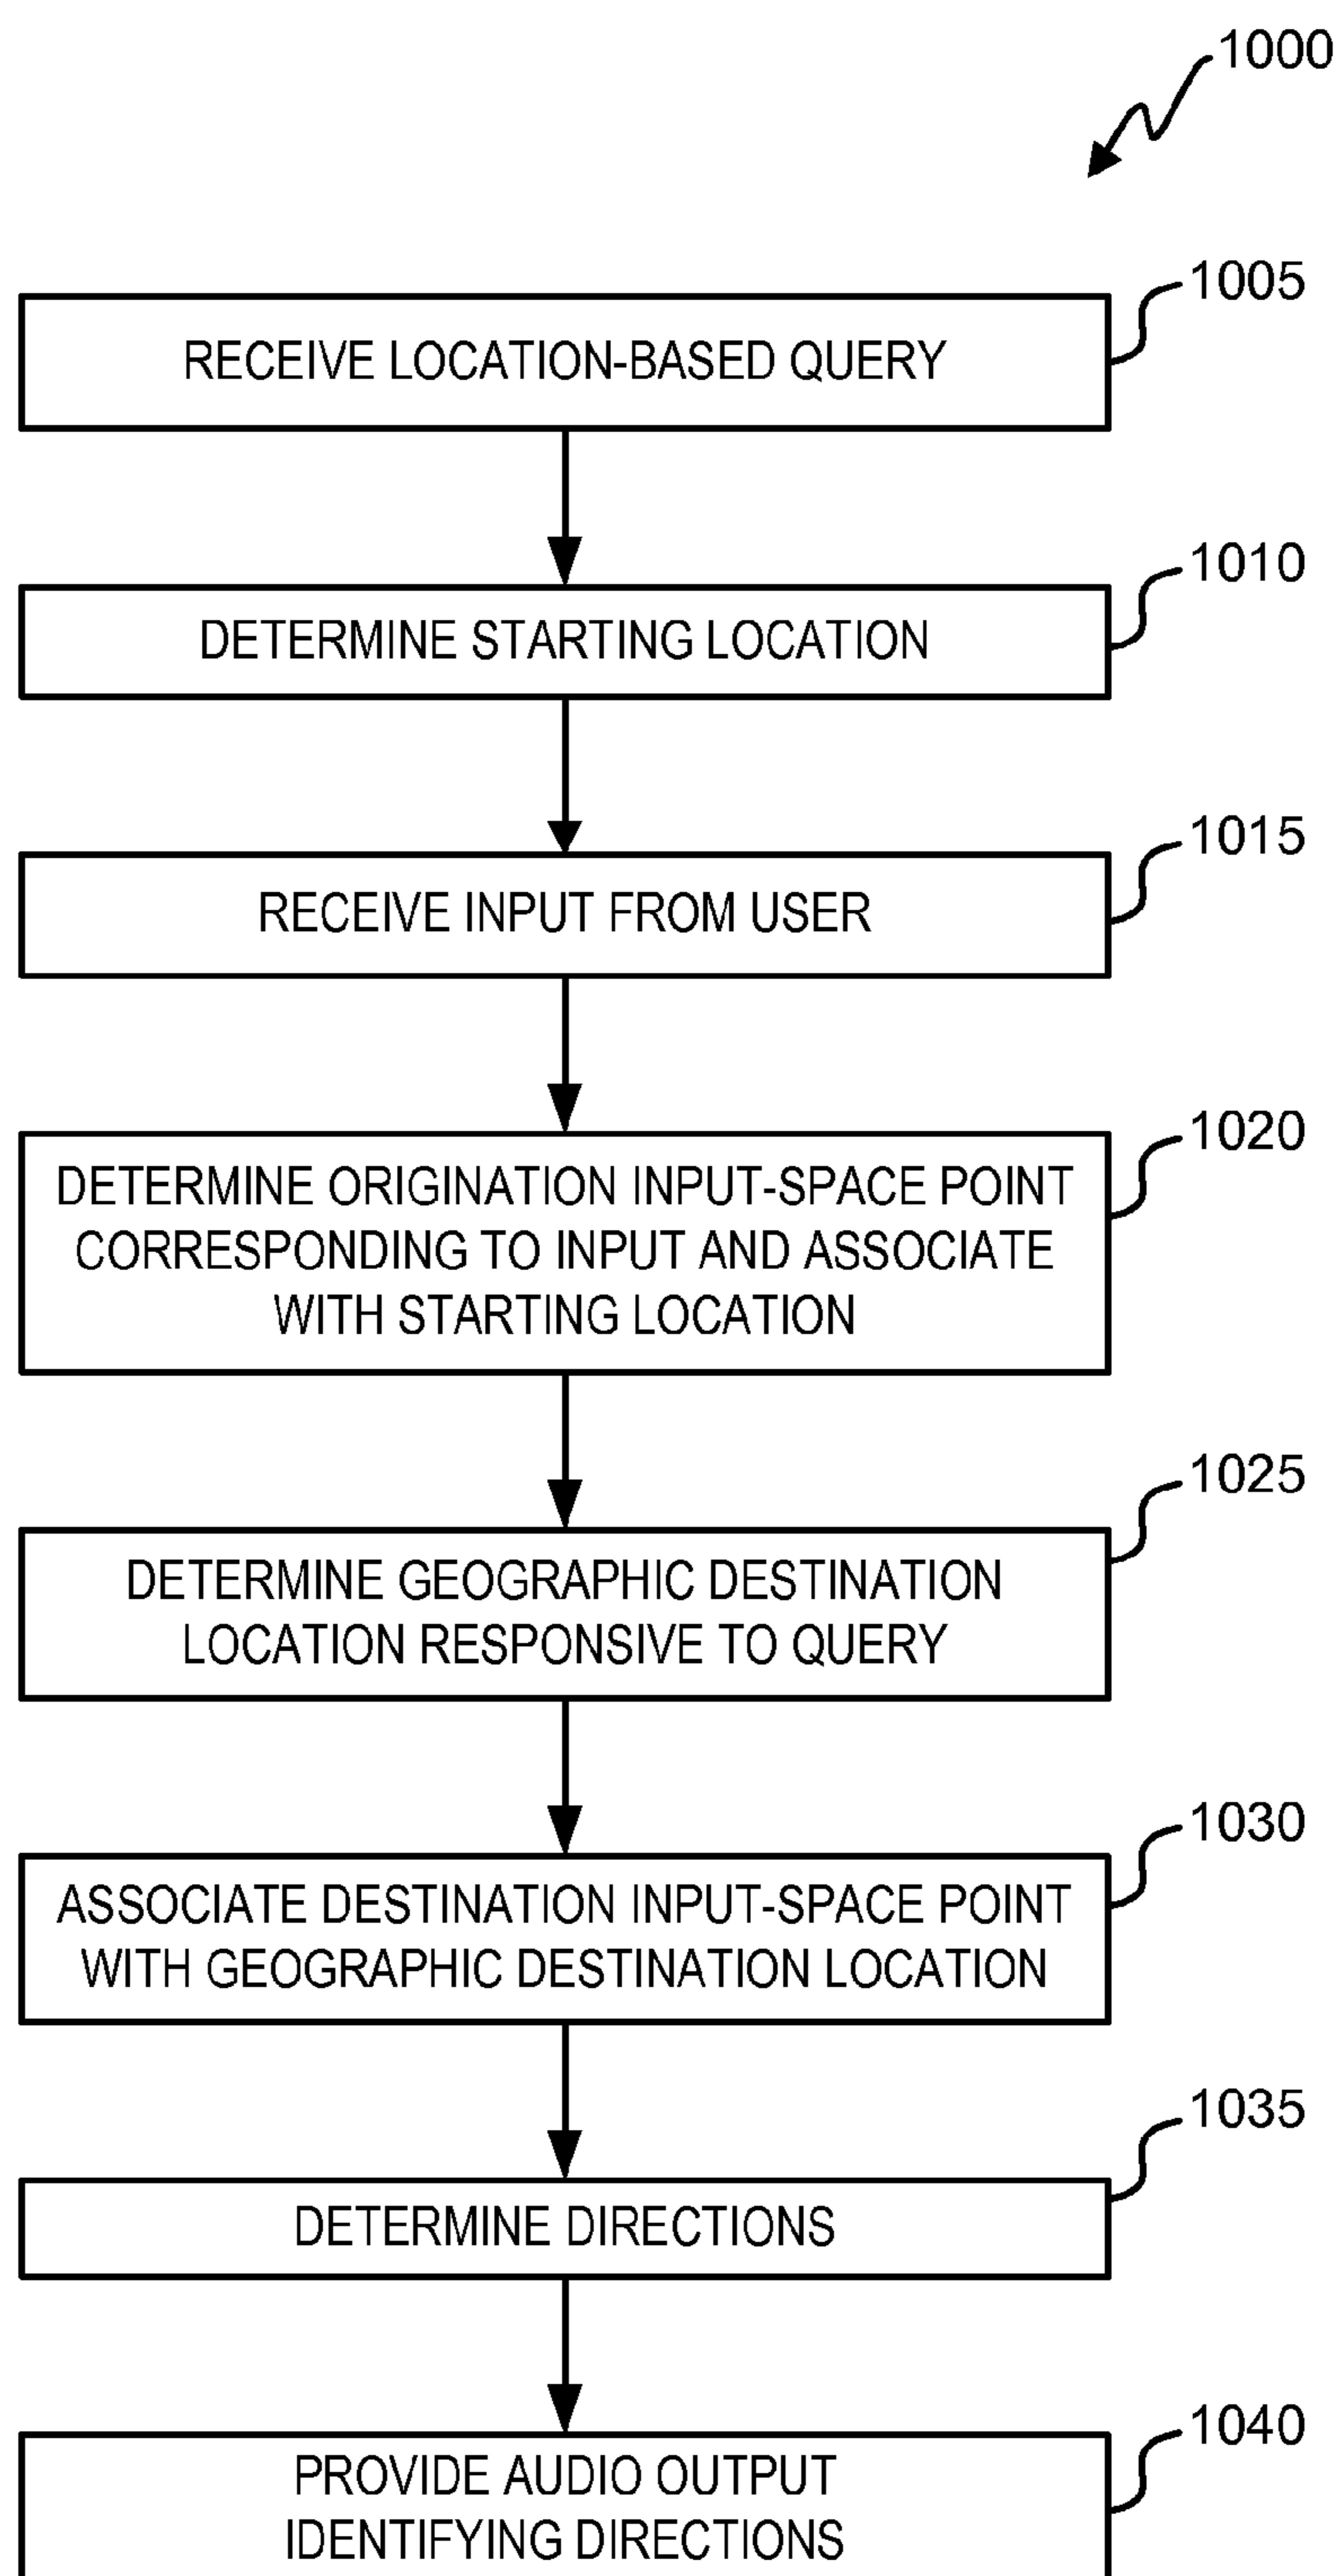 1000
1005
RECEIVE LOCATION-BASED QUERY
1010
DETERMINE STARTING LOCATION
1015
RECEIVE INPUT FROM USER
1020
DETERMINE ORIGINATION INPUT-SPACE POINT
CORRESPONDING TO INPUT AND ASSOCIATE
WITH STARTING LOCATION
1025
DETERMINE GEOGRAPHIC DESTINATION
LOCATION RESPONSIVE TO QUERY
1030
ASSOCIATE DESTINATION INPUT-SPACE POINT
WITH GEOGRAPHIC DESTINATION LOCATION
1035
DETERMINE DIRECTIONS
1040
PROVIDE AUDIO OUTPUT
IDENTIFYING DIRECTIONS